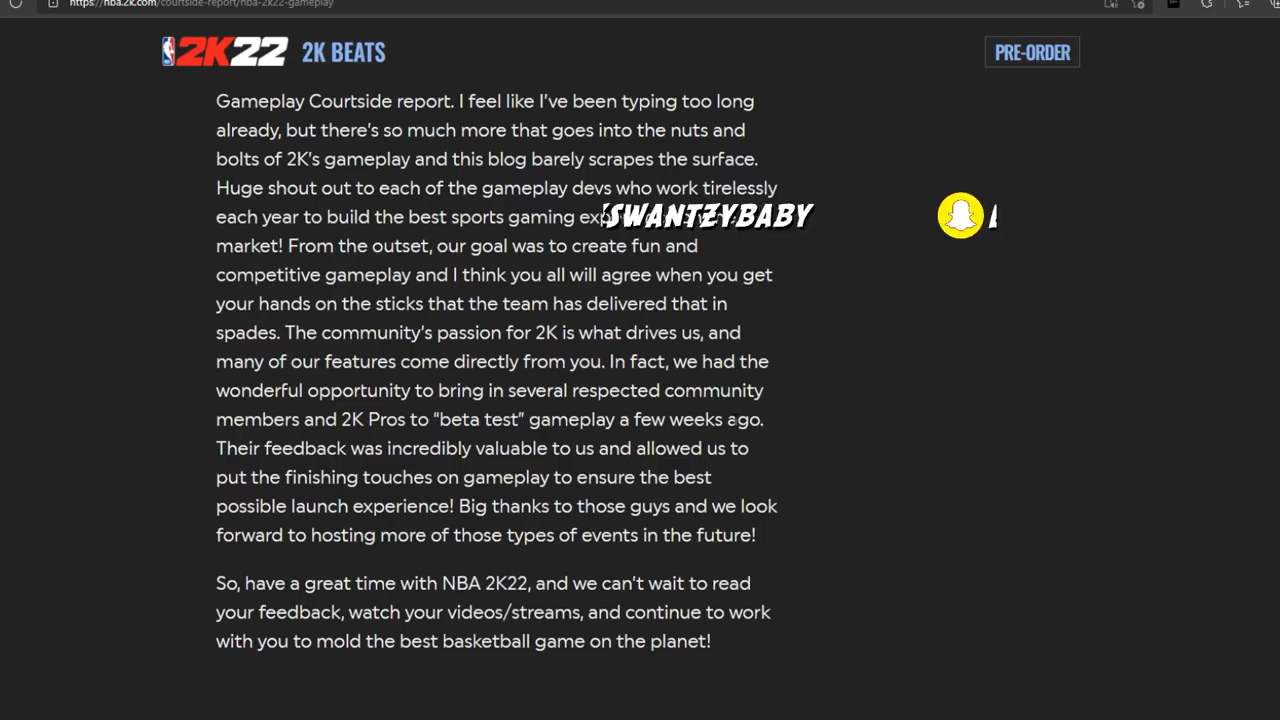 https://nba.2k.com/courtside-report/nba-2k22-gameplay
2K22 2K BEATS
PRE-ORDER
Gameplay Courtside report. I feel like I've been typing too long
already, but there's so much more that goes into the nuts and
bolts of 2K's gameplay and this blog barely scrapes the surface.
Huge shout out to each of the gameplay devs who work tirelessly
each year to build the best sports gaming
SWANTZYBABY
market! From the outset, our goal was to create fun and
competitive gameplay and I think you all will agree when you get
your hands on the sticks that the team has delivered that in
spades. The community's passion for 2K is what drives us, and
many of our features come directly from you. In fact, we had the
wonderful opportunity to bring in several respected community
members and 2K Pros to “beta test” gameplay a few weeks ago.
Their feedback was incredibly valuable to us and allowed us to
put the finishing touches on gameplay to ensure the best
possible launch experience! Big thanks to those guys and we look
forward to hosting more of those types of events in the future!
So, have a great time with NBA 2K22, and we can't wait to read
your feedback, watch your videos/streams, and continue to work
with you to mold the best basketball game on the planet!